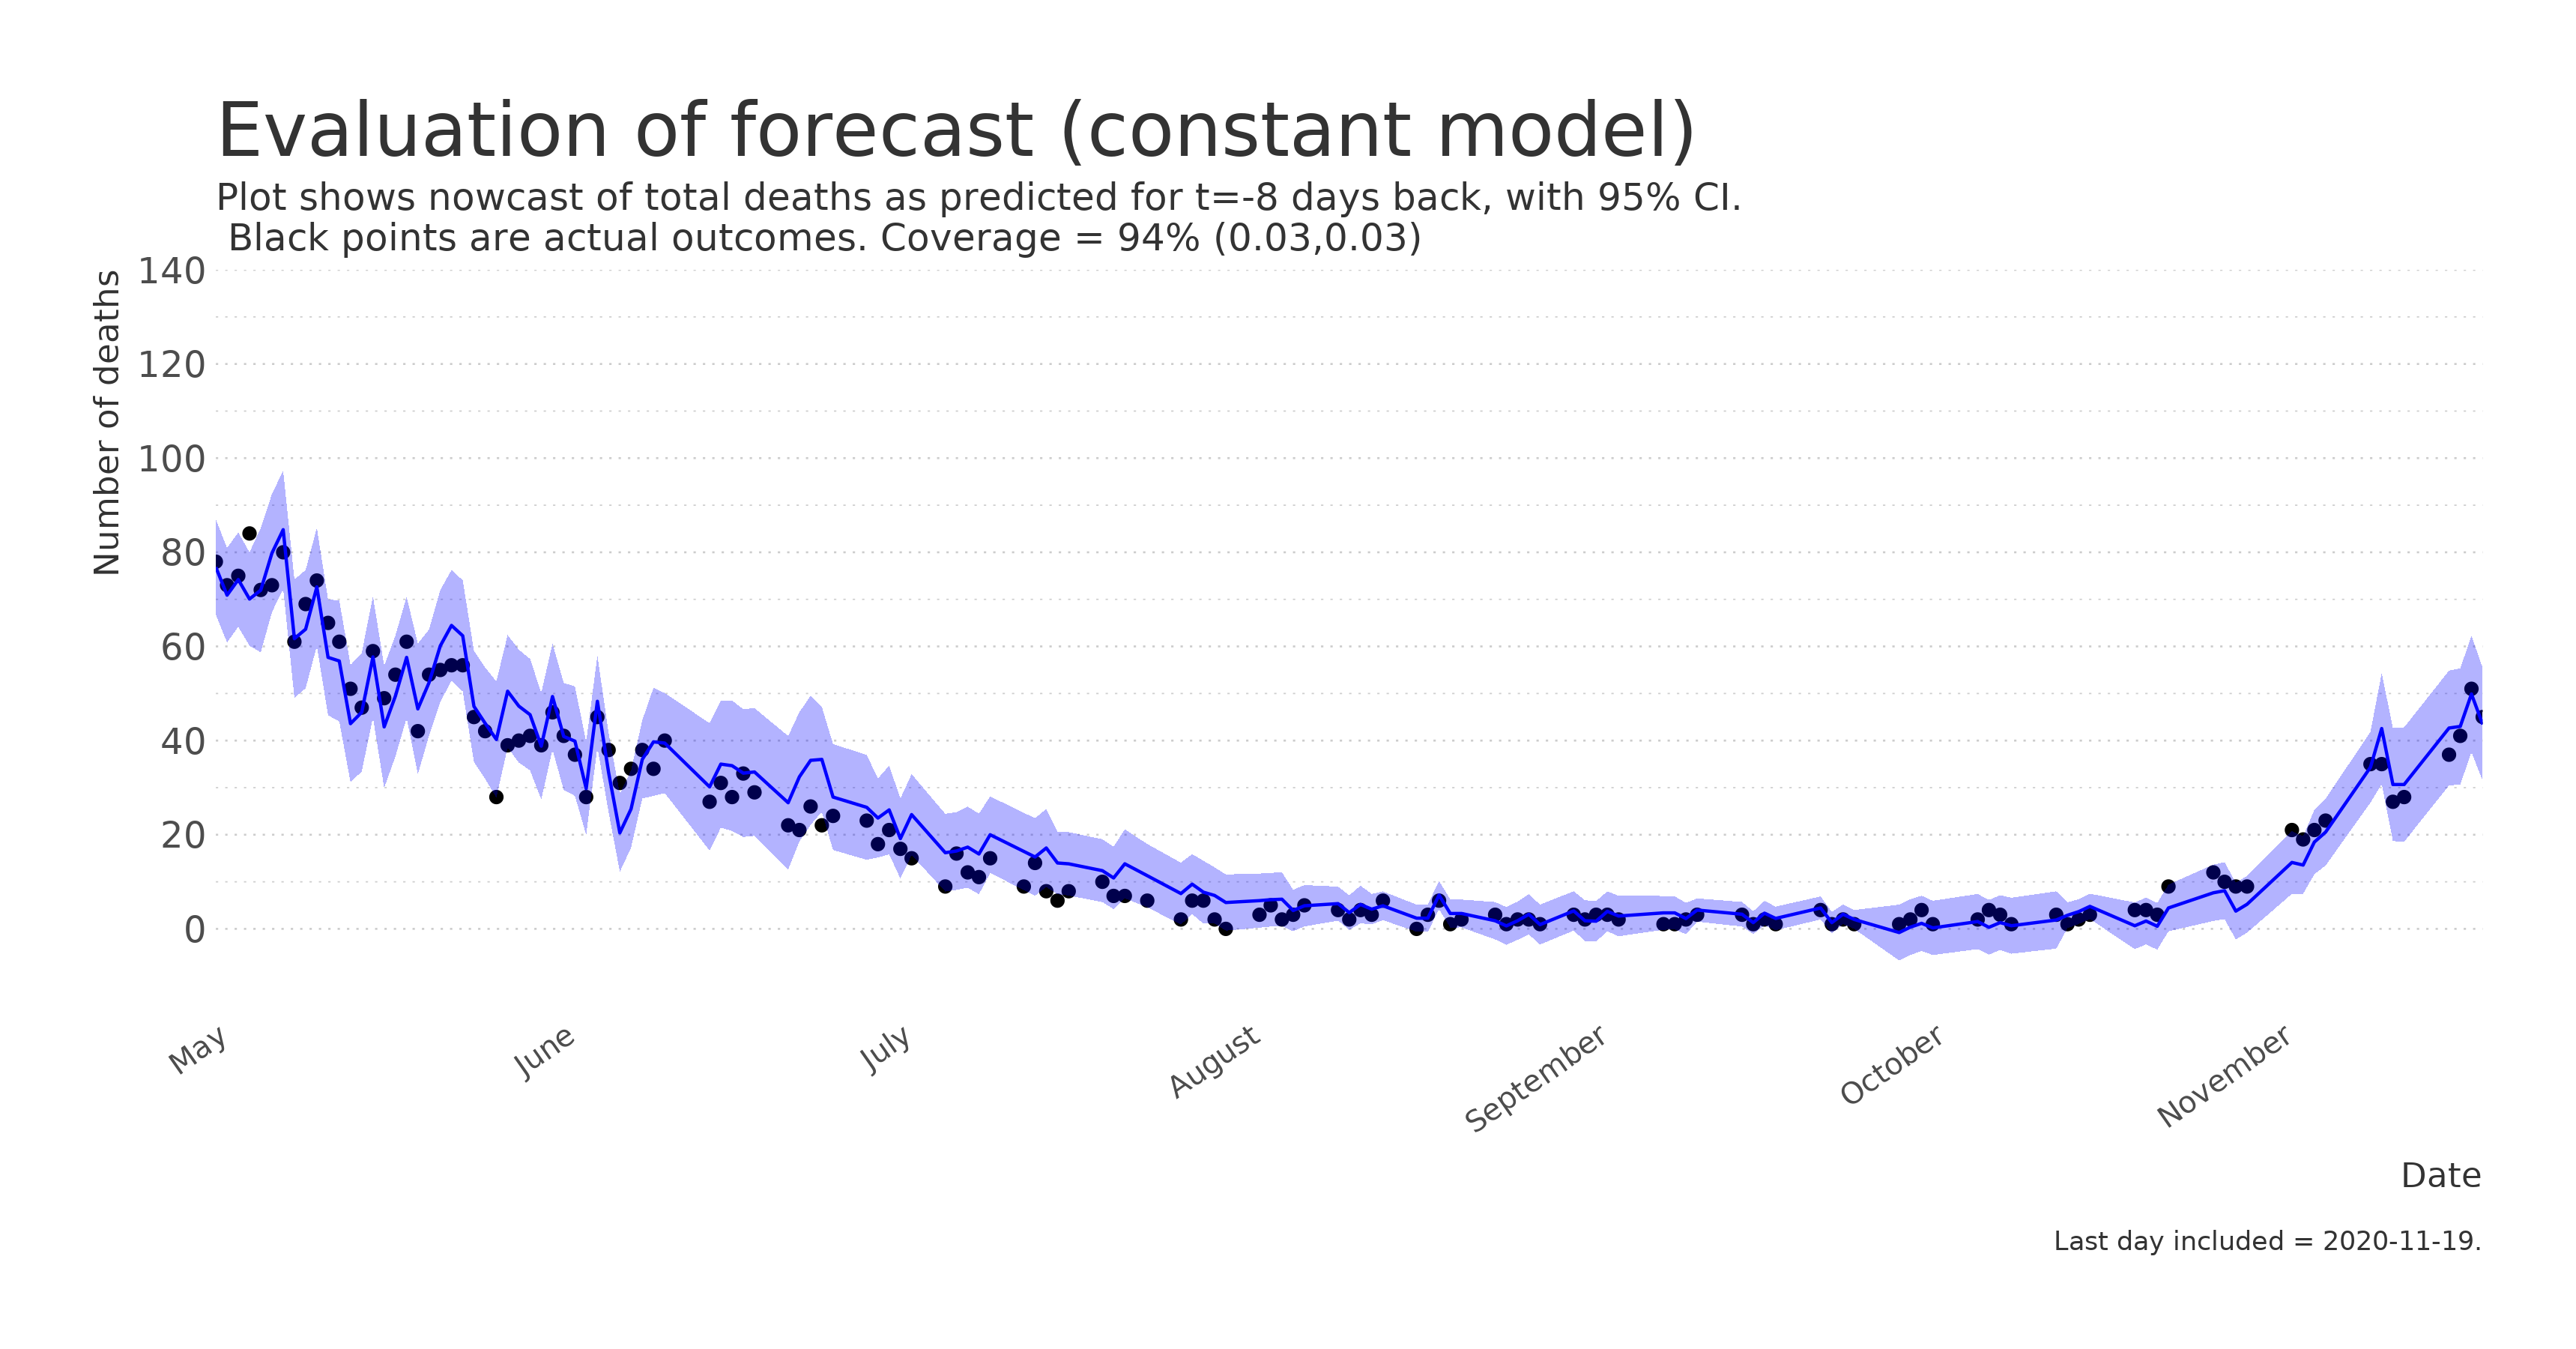 Evaluation of forecast (constant model)
Plot shows nowcast of total deaths as predicted for t=-8 days back, with 95% CI.
Black points are actual outcomes. Coverage = 94% (0.03,0.03)
Number of deaths
140
120
100
80
60
40
20
0
May
June
July
August
September
October
November
Date
Last day included = 2020-11-19.